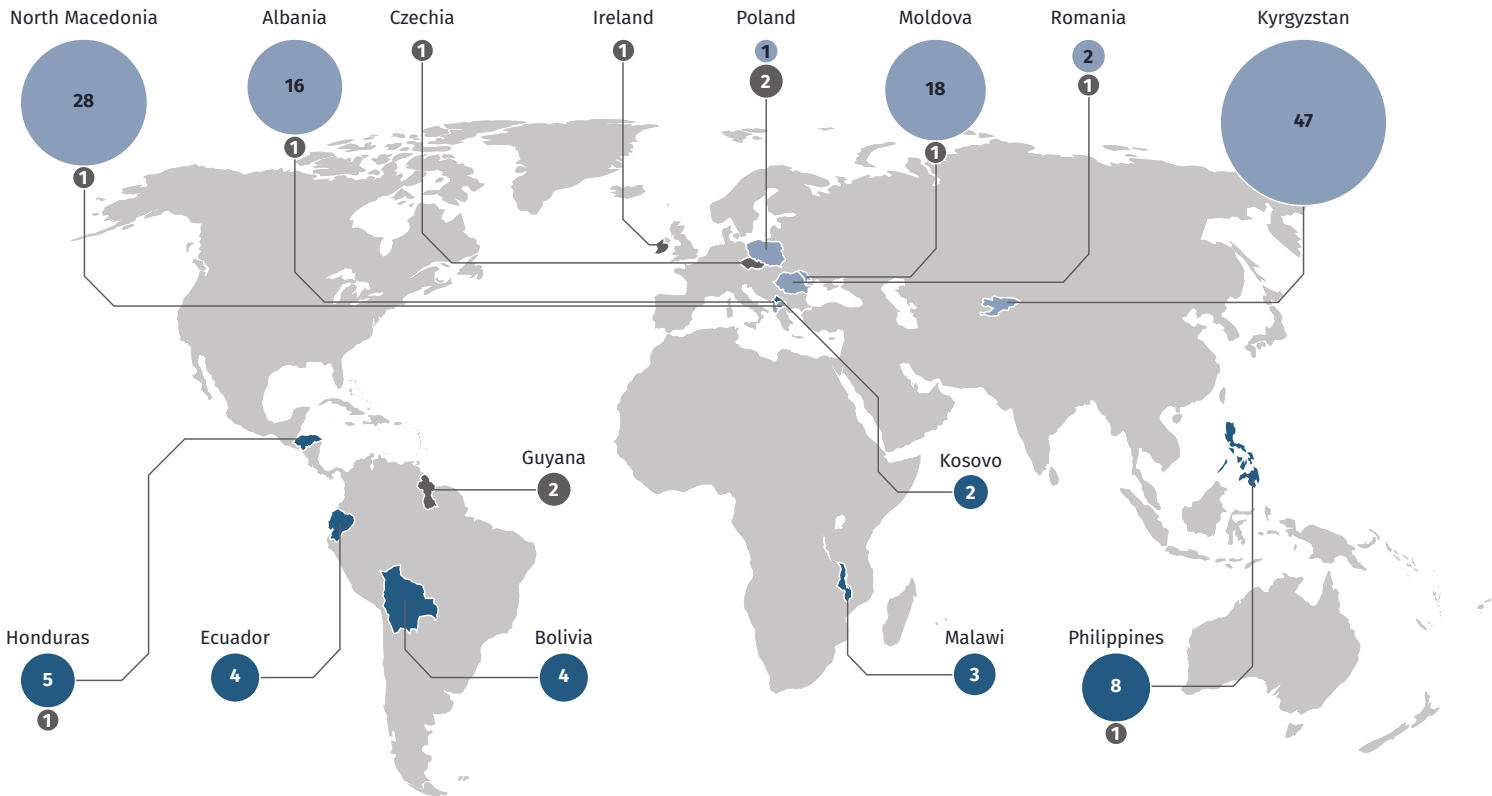 North Macedonia
Albania
Czechia
Ireland
Poland
Moldova
Romania
Kyrgyzstan
28
1
16
1
1
1
1
2
18
1
2
1
47
Guyana
2
Kosovo
2
Honduras
5
1
Ecuador
4
Bolivia
4
Malawi
3
Philippines
8
1